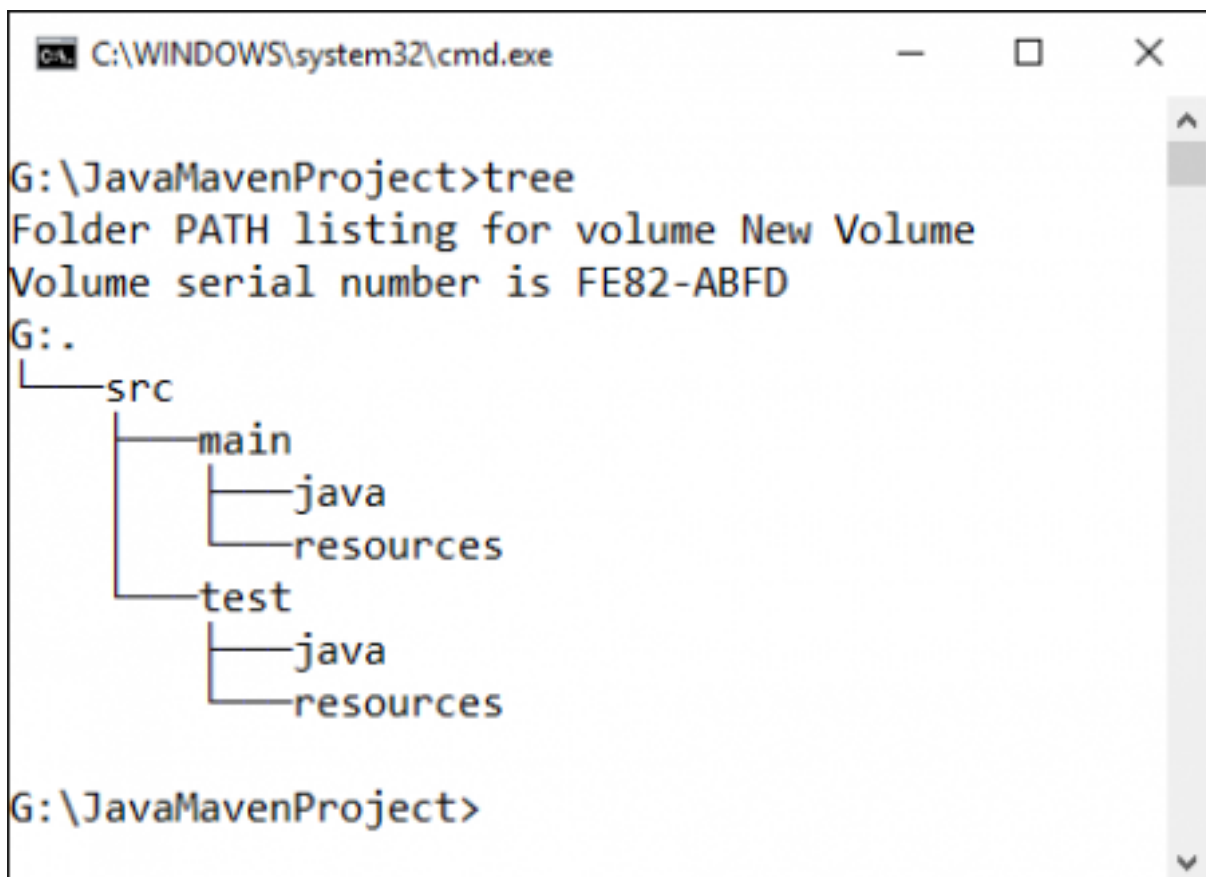 C:\WINDOWS\system32\cmd.exe
G:\JavaMavenProject>tree
Folder PATH listing for volume New Volume
Volume serial number is FE82-ABFD
G:.
└───src
    ├───main
    │   ├───java
    │   └───resources
    └───test
        ├───java
        └───resources
G:\JavaMavenProject>